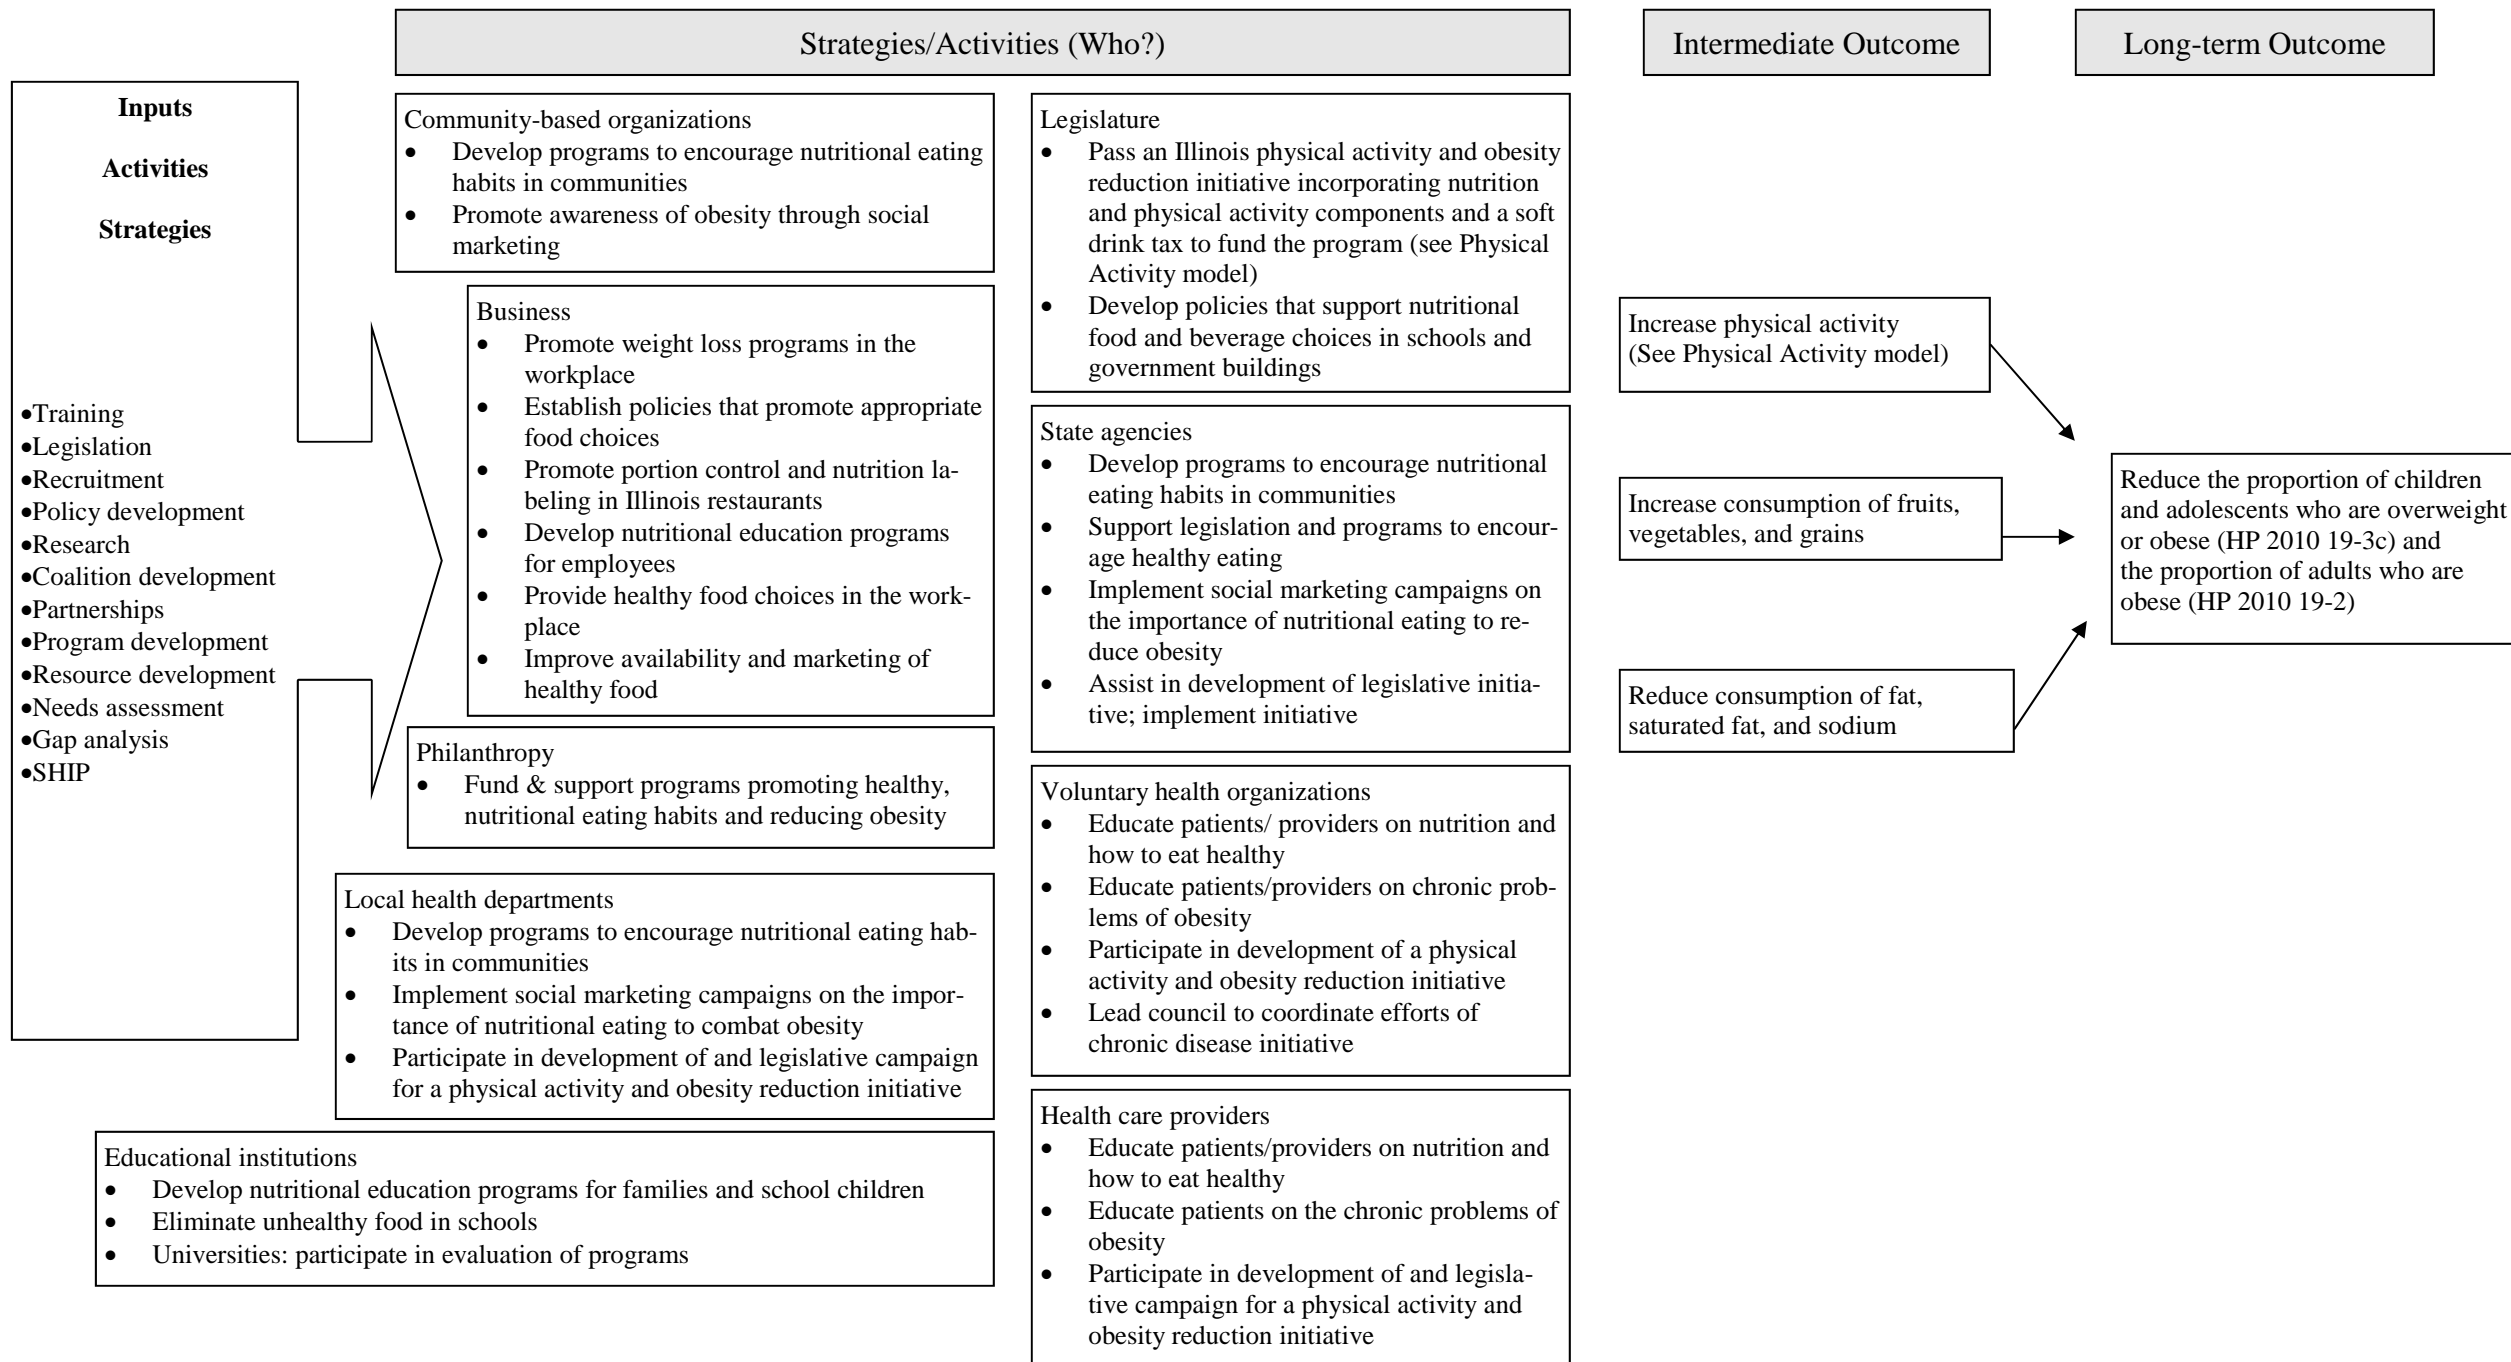 Strategies/Activities (Who?)
Intermediate Outcome
Long-term Outcome
Inputs
Activities
Strategies
•Training
•Legislation
•Recruitment
•Policy development
•Research
•Coalition development
•Partnerships
•Program development
•Resource development
•Needs assessment
•Gap analysis
•SHIP
Community-based organizations
• Develop programs to encourage nutritional eating
habits in communities
• Promote awareness of obesity through social
marketing
Business
• Promote weight loss programs in the
workplace
• Establish policies that promote appropriate
food choices
• Promote portion control and nutrition la-
beling in Illinois restaurants
• Develop nutritional education programs
for employees
• Provide healthy food choices in the work-
place
• Improve availability and marketing of
healthy food
Philanthropy
• Fund & support programs promoting healthy,
nutritional eating habits and reducing obesity
Local health departments
• Develop programs to encourage nutritional eating hab-
its in communities
• Implement social marketing campaigns on the impor-
tance of nutritional eating to combat obesity
• Participate in development of and legislative campaign
for a physical activity and obesity reduction initiative
Educational institutions
• Develop nutritional education programs for families and school children
• Eliminate unhealthy food in schools
• Universities: participate in evaluation of programs
Legislature
• Pass an Illinois physical activity and obesity
reduction initiative incorporating nutrition
and physical activity components and a soft
drink tax to fund the program (see Physical
Activity model)
• Develop policies that support nutritional
food and beverage choices in schools and
government buildings
State agencies
• Develop programs to encourage nutritional
eating habits in communities
• Support legislation and programs to encour-
age healthy eating
• Implement social marketing campaigns on
the importance of nutritional eating to re-
duce obesity
• Assist in development of legislative initia-
tive; implement initiative
Voluntary health organizations
• Educate patients/ providers on nutrition and
how to eat healthy
• Educate patients/providers on chronic prob-
lems of obesity
• Participate in development of a physical
activity and obesity reduction initiative
• Lead council to coordinate efforts of
chronic disease initiative
Health care providers
• Educate patients/providers on nutrition and
how to eat healthy
• Educate patients on the chronic problems of
obesity
• Participate in development of and legisla-
tive campaign for a physical activity and
obesity reduction initiative
Increase physical activity
(See Physical Activity model)
Increase consumption of fruits,
vegetables, and grains
Reduce consumption of fat,
saturated fat, and sodium
Reduce the proportion of children
and adolescents who are overweight
or obese (HP 2010 19-3c) and
the proportion of adults who are
obese (HP 2010 19-2)